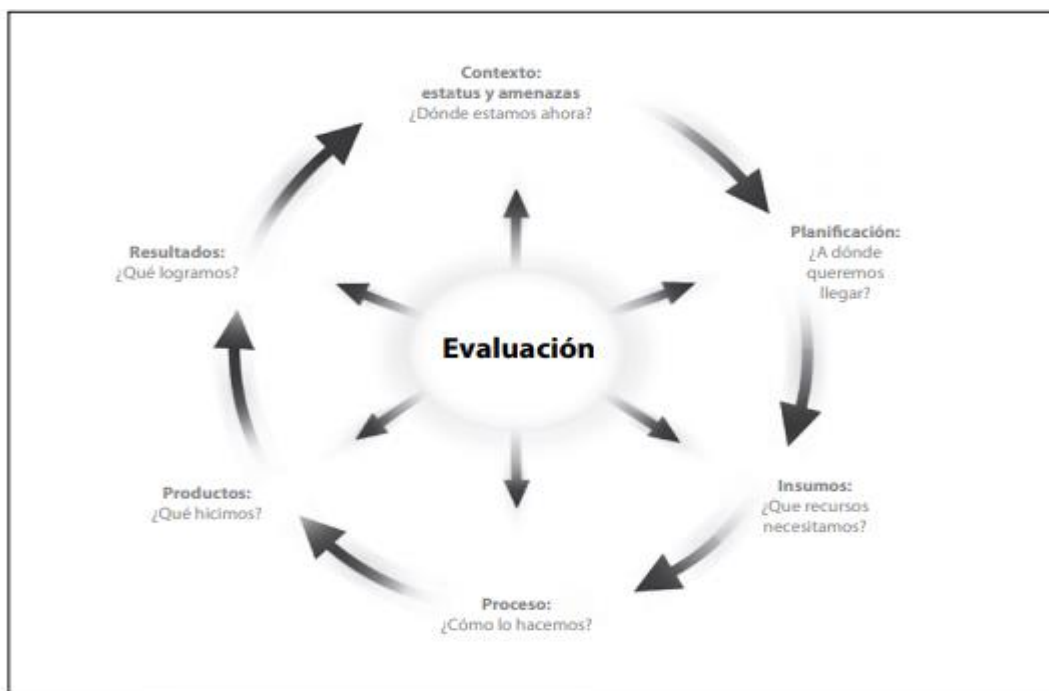 Contexto:
estatus y amenazas
¿Dónde estamos ahora?
Planificación:
¿A dónde
queremos
llegar?
Insumos:
¿Que recursos
necesitamos?
Proceso:
¿Cómo lo hacemos?
Productos:
¿Qué hicimos?
Resultados:
¿Qué logramos?
Evaluación